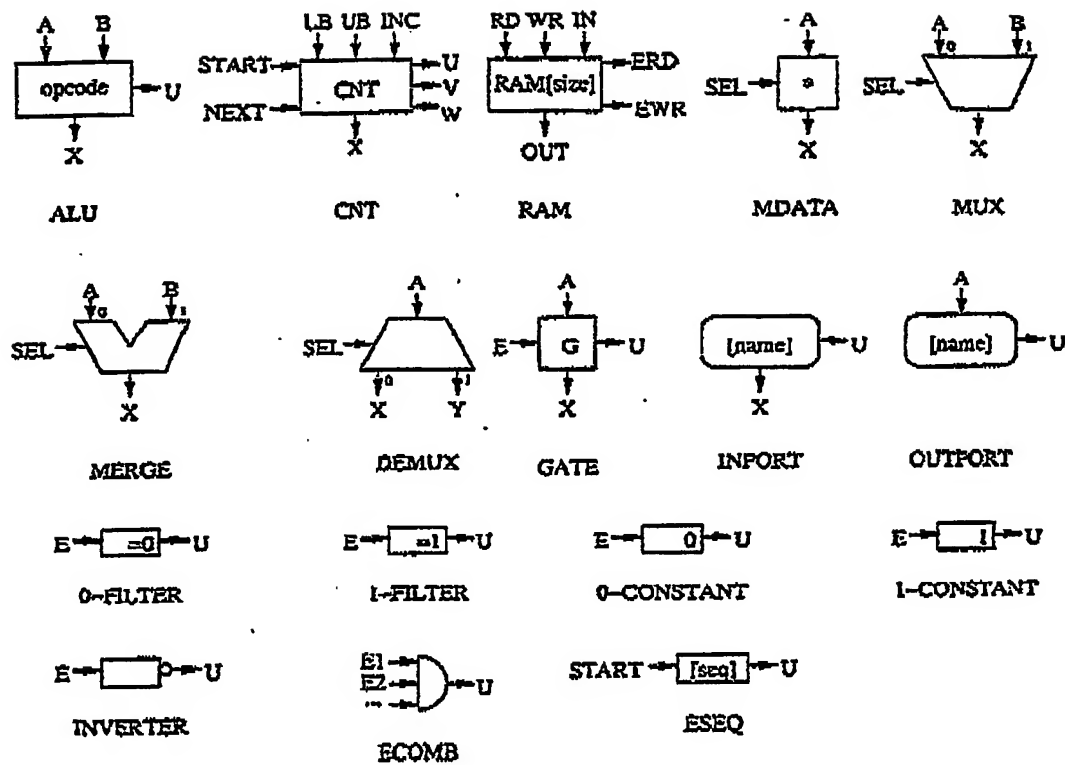 A B LB UB INC RD WR IN A A B
0 1
START U ERD
opcode U CNT V RAM[size] SEL a SEL
NEXT W EWR
X X OUT X X
ALU CNT RAM MDATA MUX
A B A A A
0 1
SEL SEL E G U [name] U [name] U
0 1
X X Y X X
MERGE DEMUX GATE INPORT OUTPORT
E =0 U E =1 U E 0 U E 1 U
0-FILTER 1-FILTER 0-CONSTANT 1-CONSTANT
E U E1 E2 ... U START [seq] U
INVERTER ECOMB ESEQ